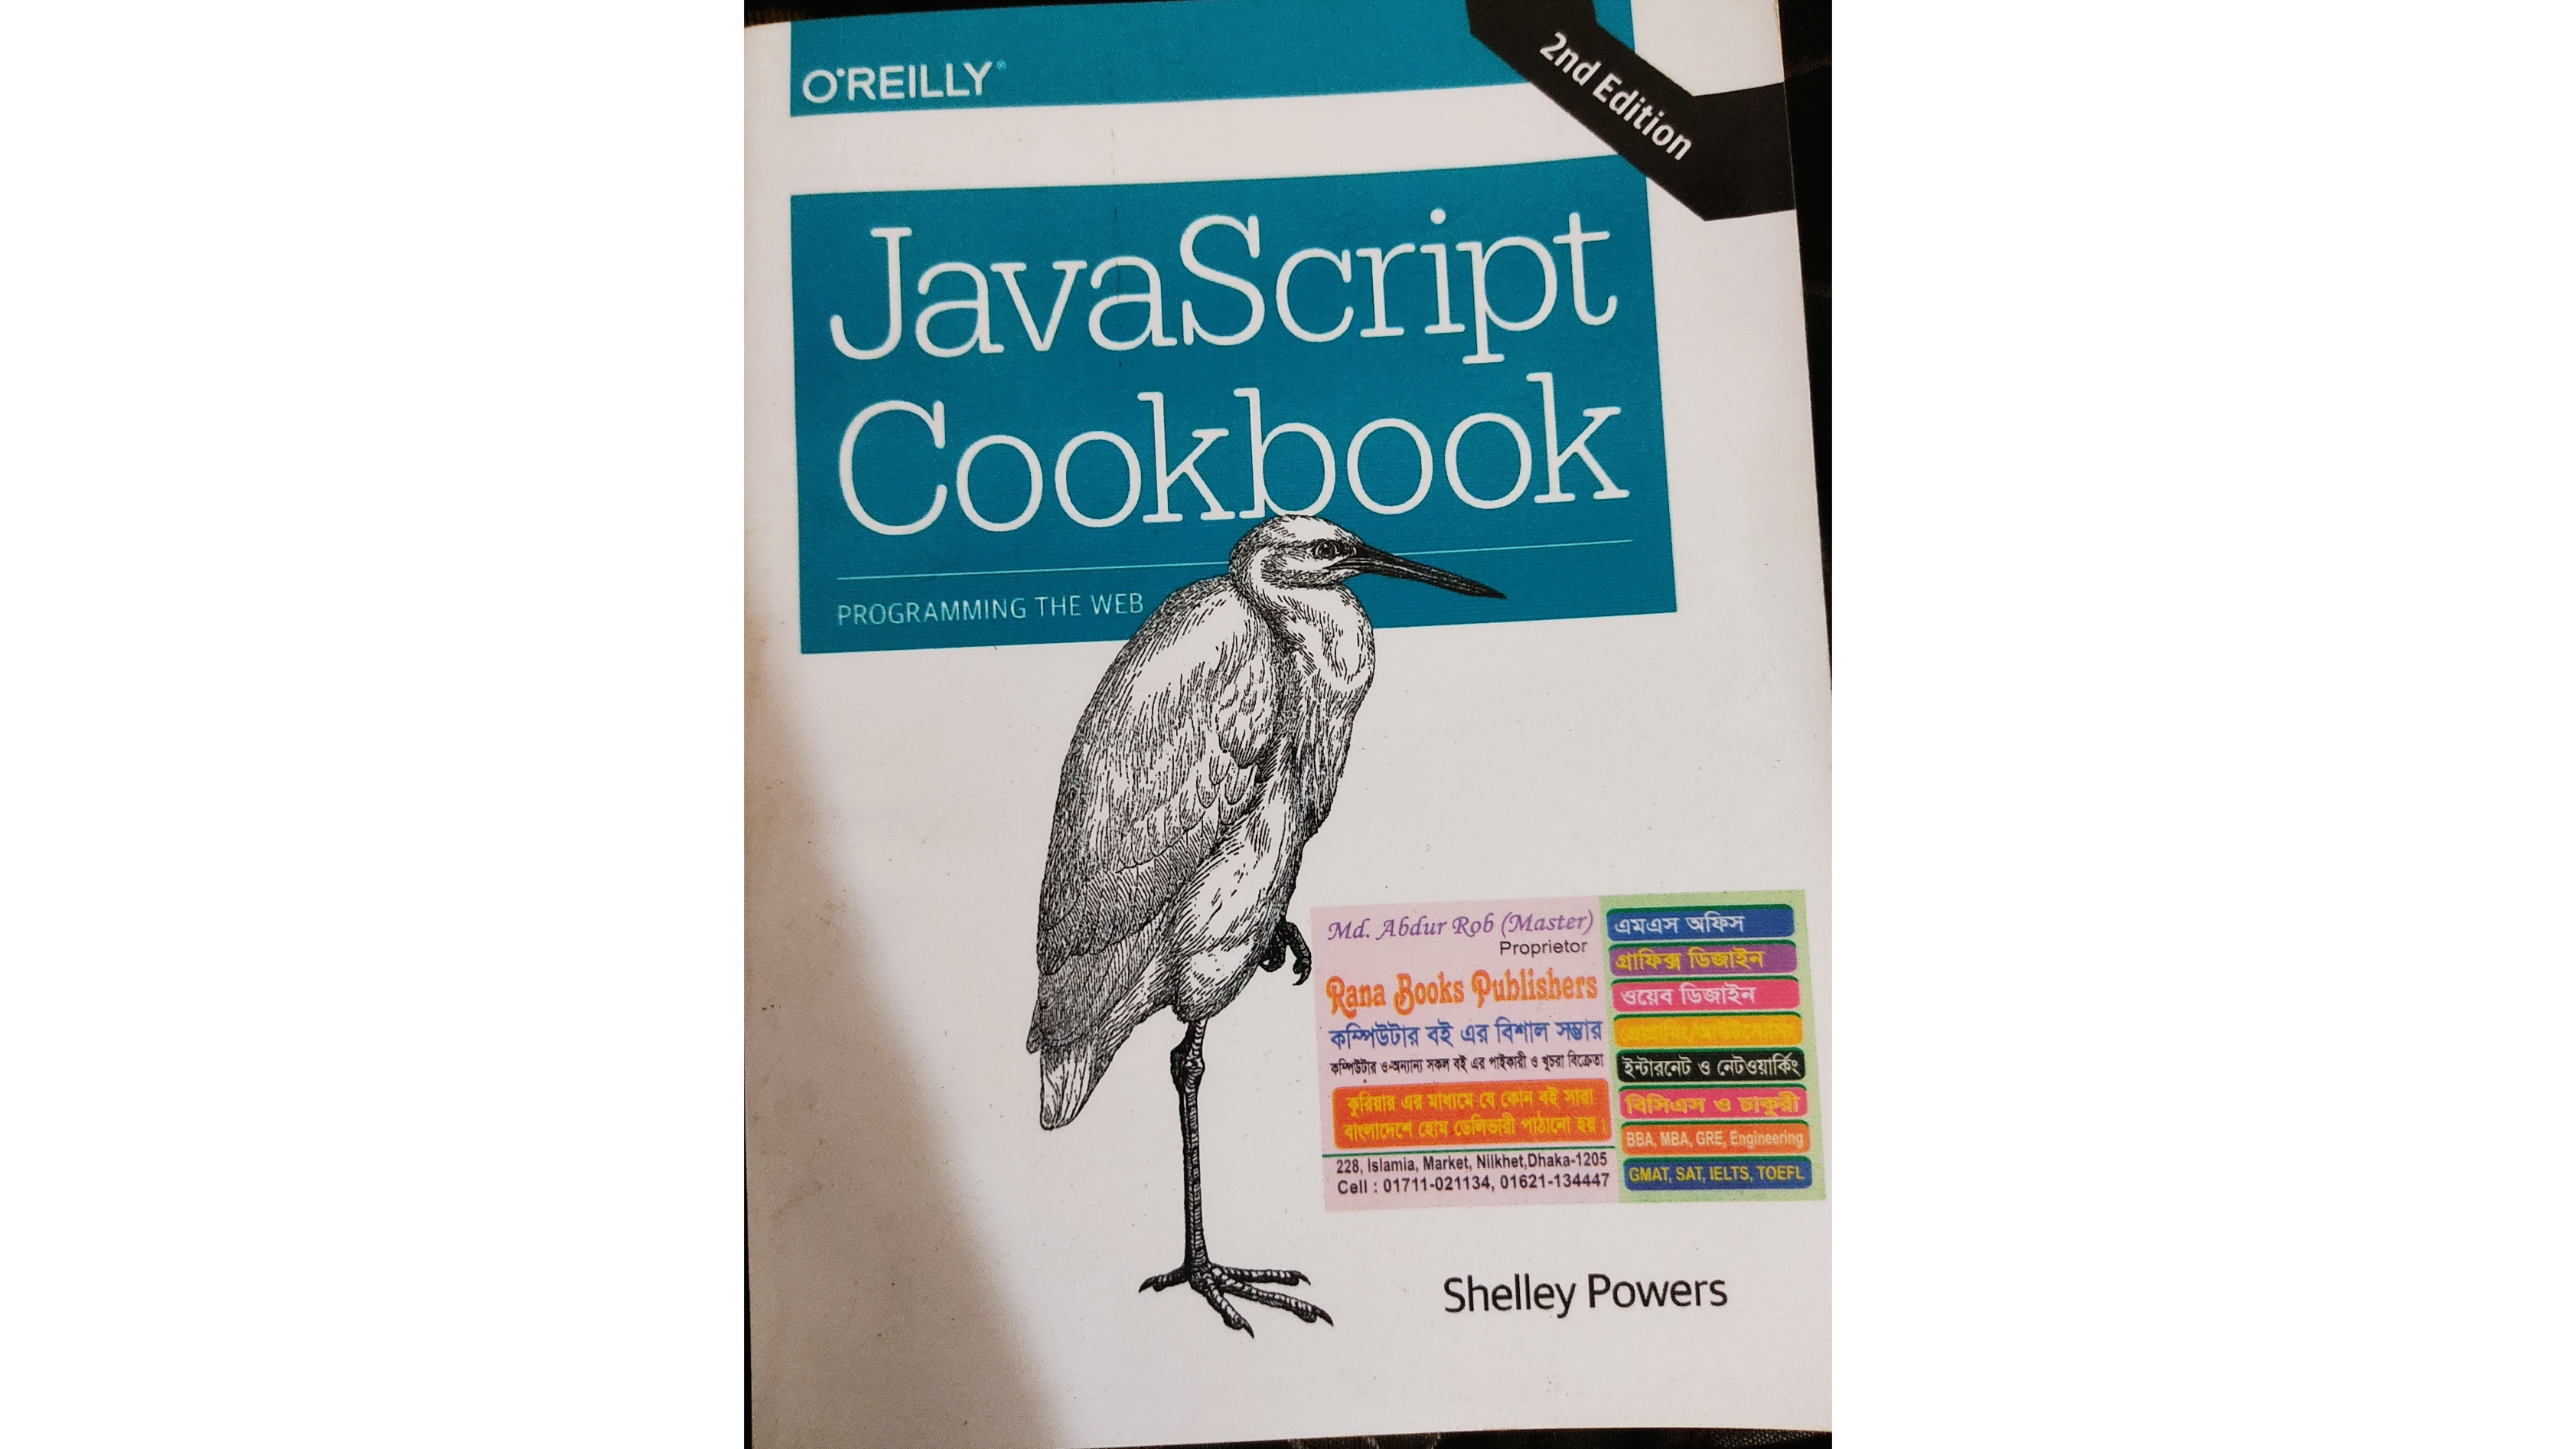 O'REILLY®
2nd Edition
JavaScript
Cookbook
PROGRAMMING THE WEB
Md. Abdur Rob (Master)
Proprietor
Rana Books Publishers
কম্পিউটার বই এর বিশাল সম্ভার
কম্পিউটার ও অন্যান্য সকল বই এর পাইকারী ও খুচরা বিক্রেতা
কুরিয়ার এর মাধ্যমে যে কোন বই সারা
বাংলাদেশে হোম ডেলিভারী পাঠানো হয়।
228, Islamia, Market, Nilkhet,Dhaka-1205
Cell : 01711-021134, 01621-134447
এমএস অফিস
গ্রাফিক্স ডিজাইন
ওয়েব ডিজাইন
ইন্টারনেট ও নেটওয়ার্কিং
বিসিএস ও চাকুরী
BBA, MBA, GRE, Engineering
GMAT, SAT, IELTS, TOEFL
Shelley Powers